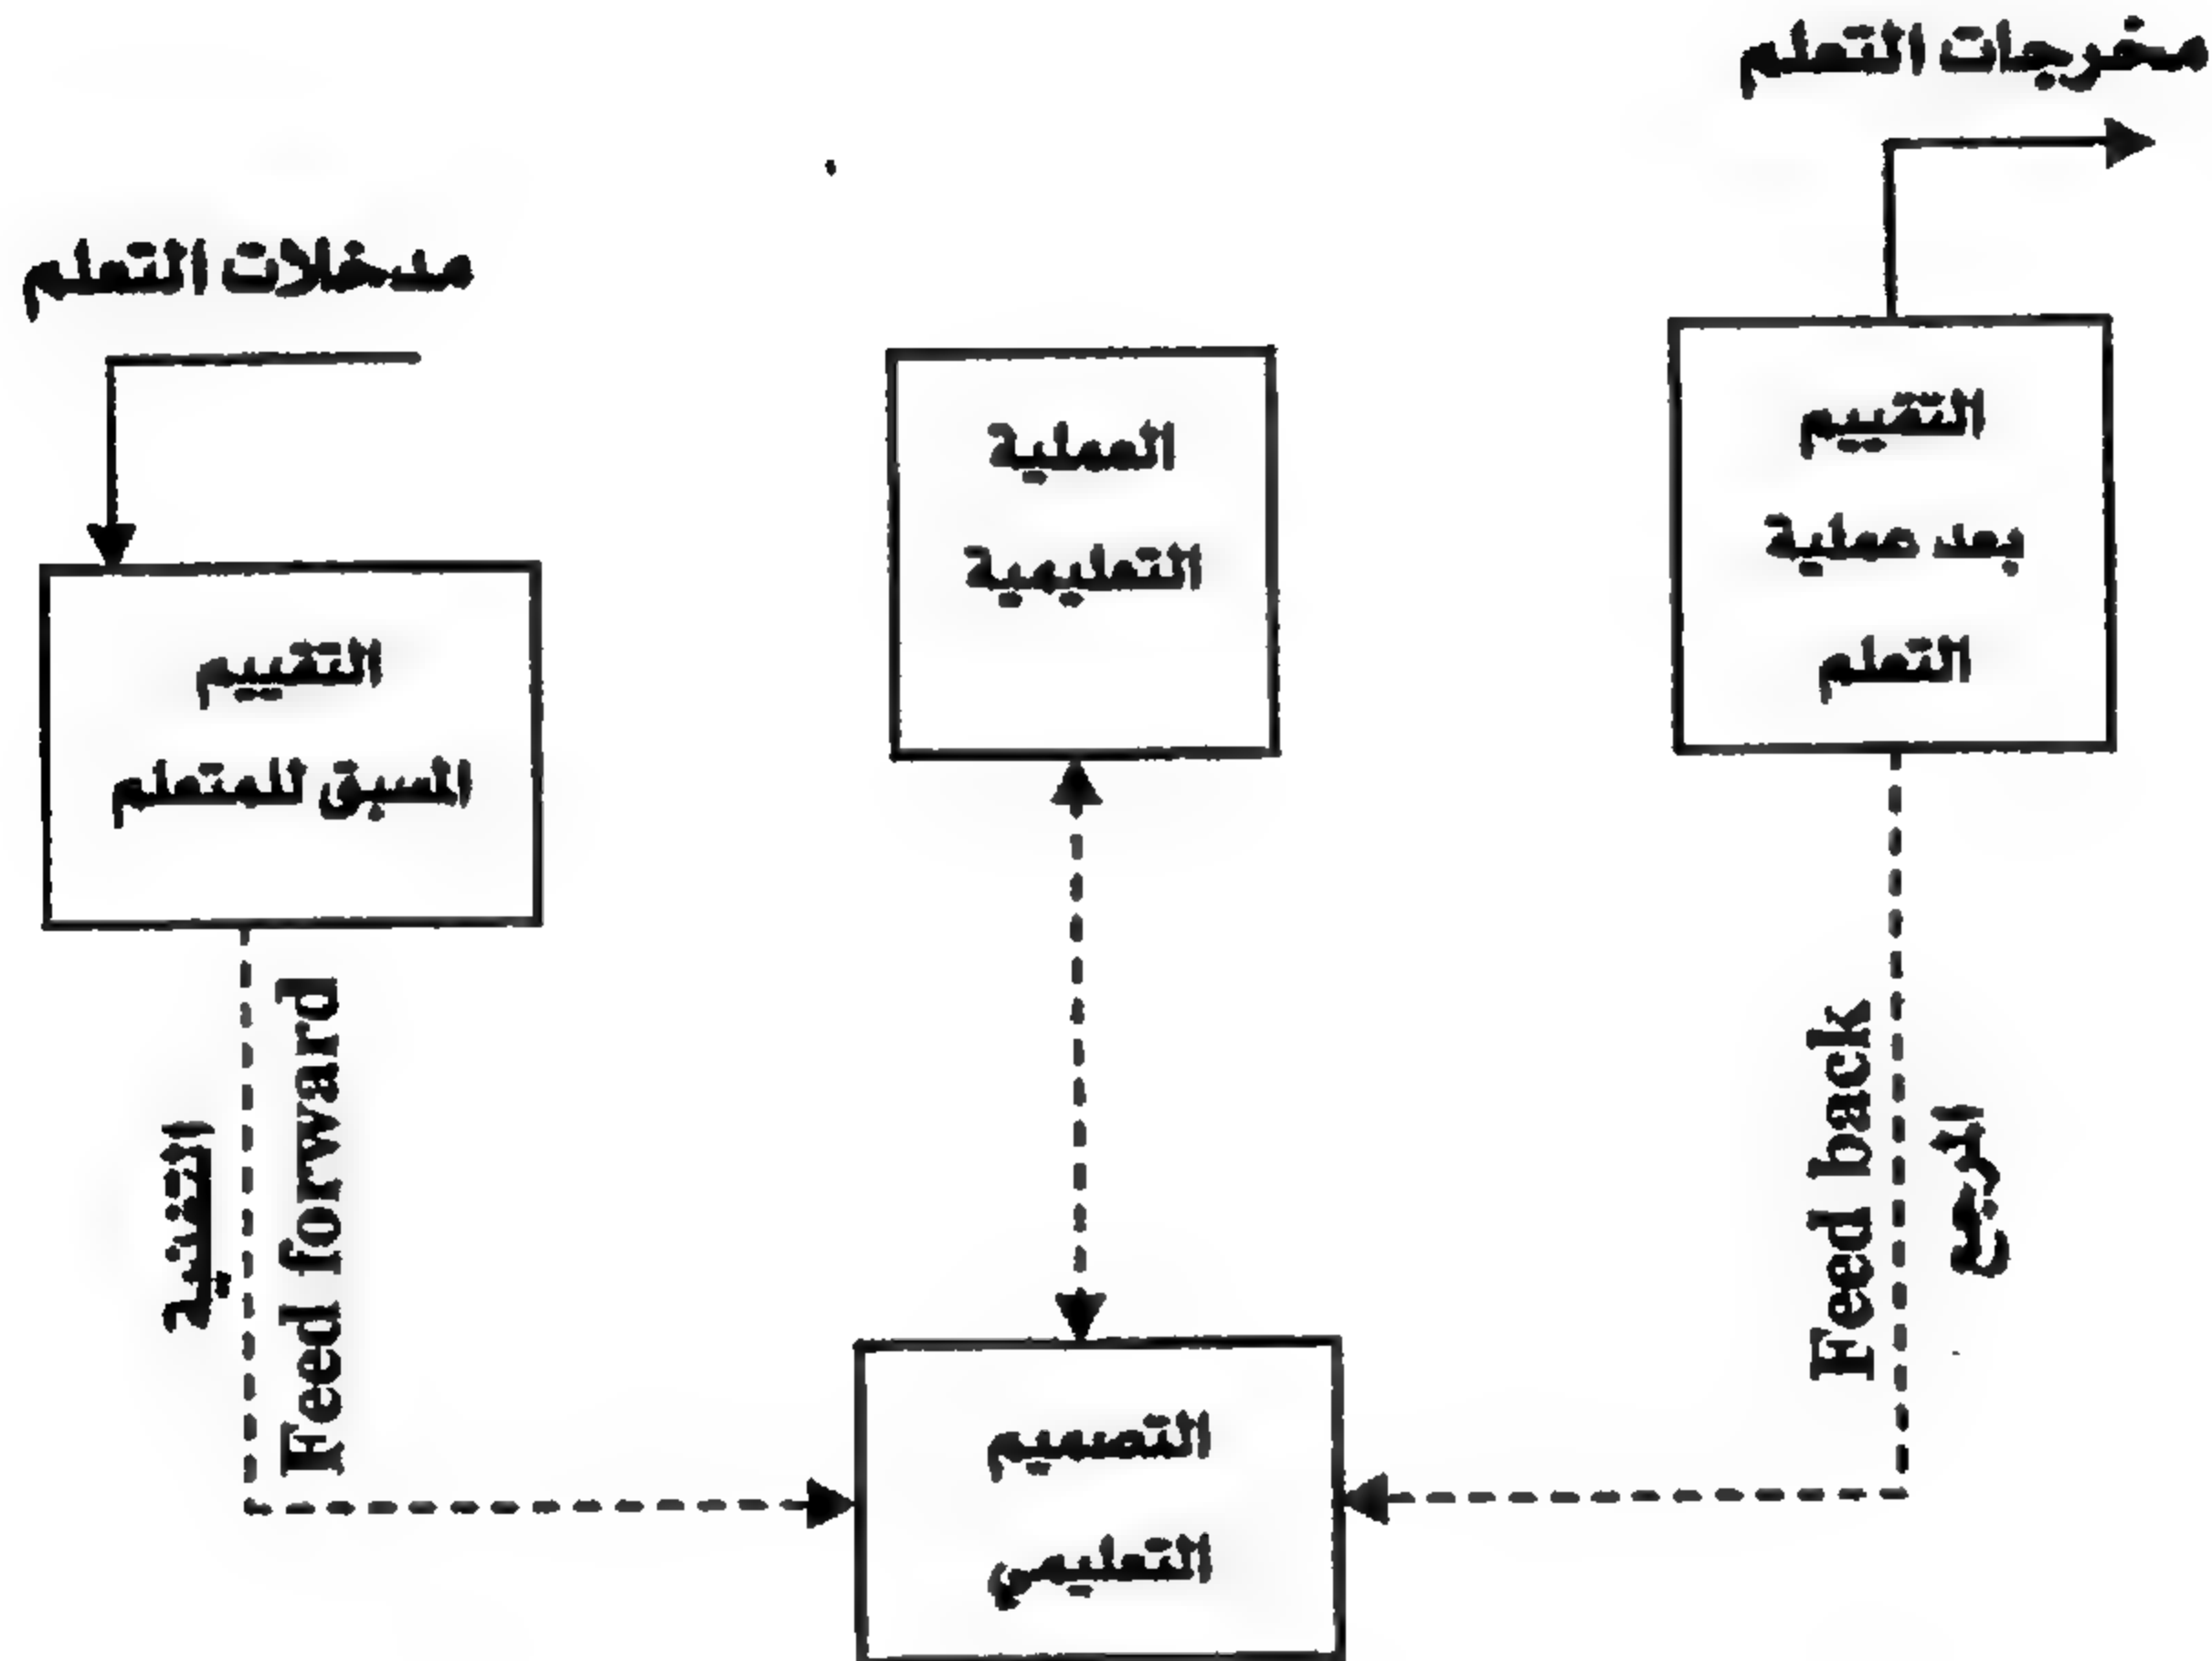 مخرجات التعلم
مدخلات التعلم
التقييم
بعد عملية
التعلم
العملية
التعليمية
التقييم
المسبق للمتعلم
Feed back
Feed forward
التغذية
التصميم
التعليمي